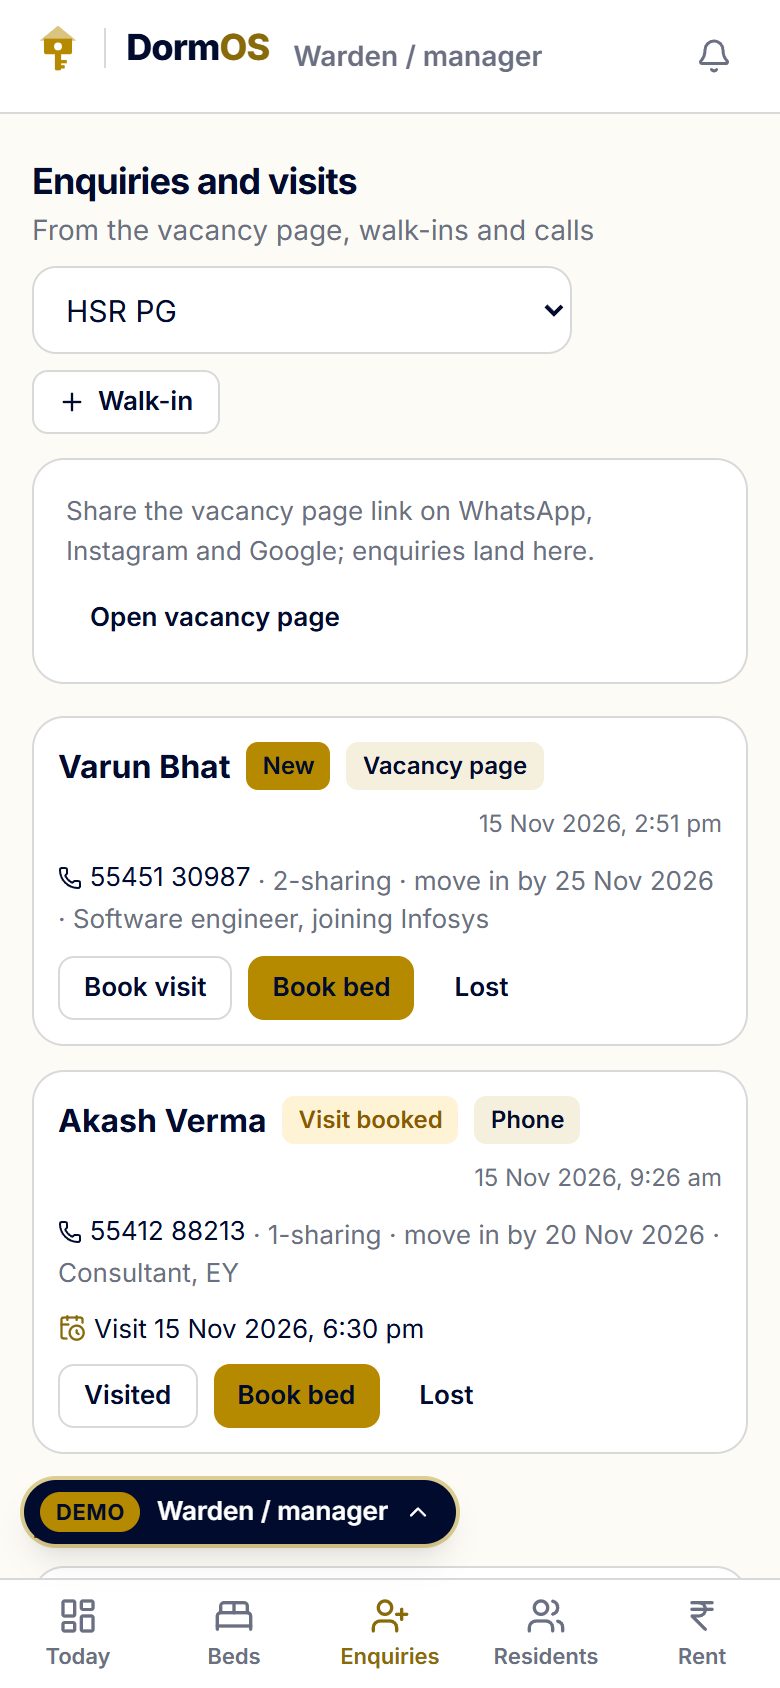 DormOS Warden / manager
Enquiries and visits
From the vacancy page, walk-ins and calls
HSR PG
+ Walk-in
Share the vacancy page link on WhatsApp,
Instagram and Google; enquiries land here.
Open vacancy page
Varun Bhat New Vacancy page
15 Nov 2026, 2:51 pm
55451 30987 · 2-sharing · move in by 25 Nov 2026
· Software engineer, joining Infosys
Book visit Book bed Lost
Akash Verma Visit booked Phone
15 Nov 2026, 9:26 am
55412 88213 · 1-sharing · move in by 20 Nov 2026 ·
Consultant, EY
Visit 15 Nov 2026, 6:30 pm
Visited Book bed Lost
DEMO Warden / manager
Today Beds Enquiries Residents Rent